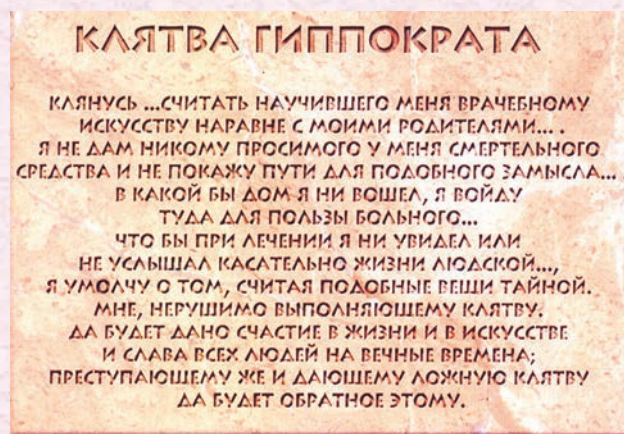 КЛЯТВА ГИППОКРАТА
КЛЯНУСЬ ...СЧИТАТЬ НАУЧИВШЕГО МЕНЯ ВРАЧЕБНОМУ
ИСКУССТВУ НАРАВНЕ С МОИМИ РОДИТЕЛЯМИ... .
Я НЕ ДАМ НИКОМУ ПРОСИМОГО У МЕНЯ СМЕРТЕЛЬНОГО
СРЕДСТВА И НЕ ПОКАЖУ ПУТИ ДЛЯ ПОДОБНОГО ЗАМЫСЛА...
В КАКОЙ БЫ ДОМ Я НИ ВОШЕЛ, Я ВОЙДУ
ТУДА ДЛЯ ПОЛЬЗЫ БОЛЬНОГО...
ЧТО БЫ ПРИ ЛЕЧЕНИИ Я НИ УВИДЕЛ ИЛИ
НЕ УСЛЫШАЛ КАСАТЕЛЬНО ЖИЗНИ ЛЮДСКОЙ...,
Я УМОЛЧУ О ТОМ, СЧИТАЯ ПОДОБНЫЕ ВЕЩИ ТАЙНОЙ.
МНЕ, НЕРУШИМО ВЫПОЛНЯЮЩЕМУ КЛЯТВУ.
ДА БУДЕТ ДАНО СЧАСТИЕ В ЖИЗНИ И В ИСКУССТВЕ
И СЛАВА ВСЕХ ЛЮДЕЙ НА ВЕЧНЫЕ ВРЕМЕНА;
ПРЕСТУПАЮЩЕМУ ЖЕ И ДАЮЩЕМУ ЛОЖНУЮ КЛЯТВУ
ДА БУДЕТ ОБРАТНОЕ ЭТОМУ.